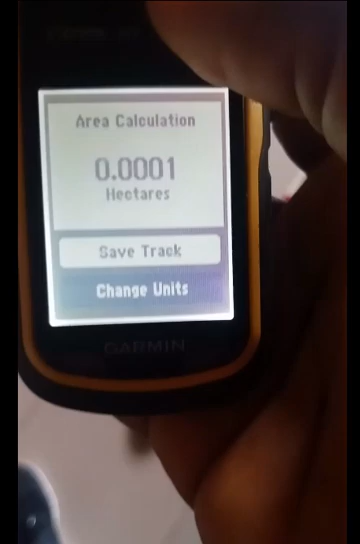 Area Calculation
0.0001
Hectares
Save Track
Change Units
GARMIN